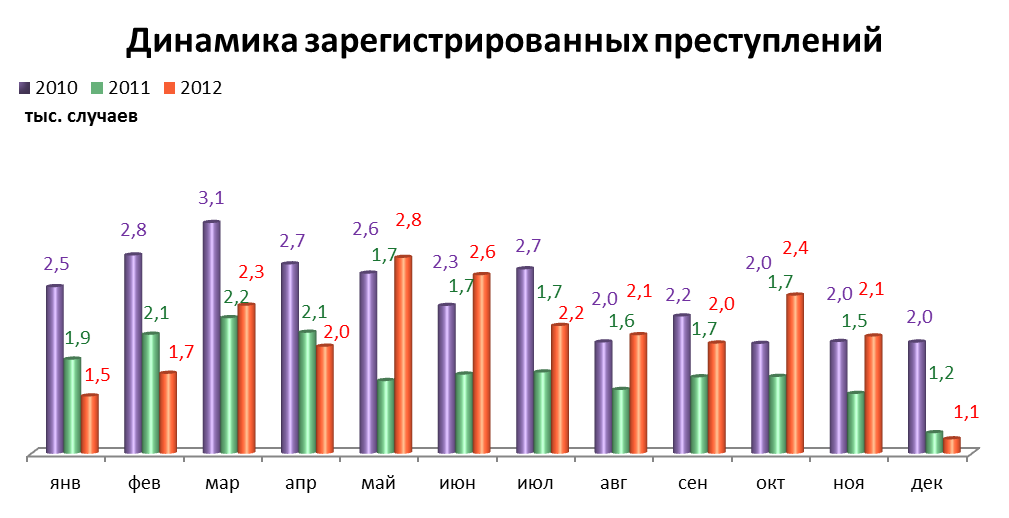 Динамика зарегистрированных преступлений
2010 2011 2012
тыс. случаев
2,5 1,9 1,5
2,8 2,1 1,7
3,1 2,2 2,3
2,7 2,1 2,0
2,6 1,7 2,8
2,3 1,7 2,6
2,7 1,7 2,2
2,0 1,6 2,1
2,2 1,7 2,0
2,0 1,7 2,4
2,0 1,5 2,1
2,0 1,2 1,1
янв фев мар апр май июн июл авг сен окт ноя дек